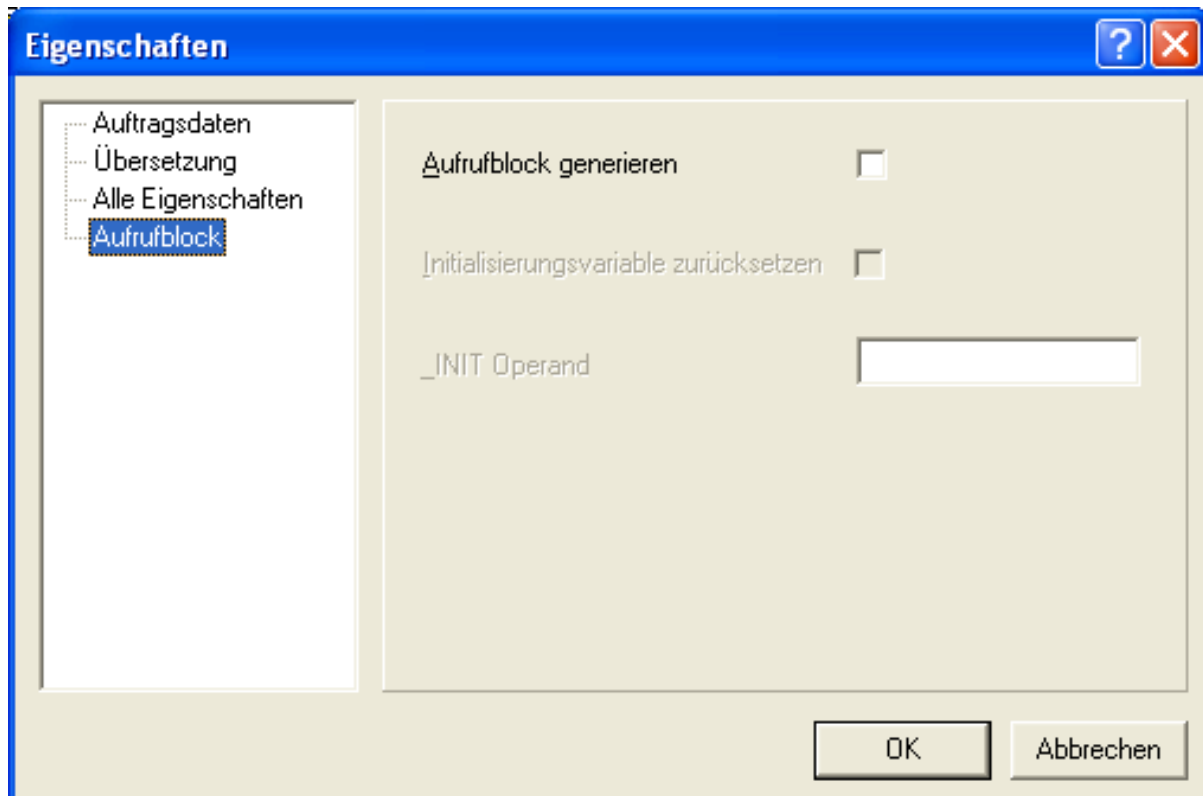 Eigenschaften
Auftragsdaten
Übersetzung
Alle Eigenschaften
Aufrufblock
Aufrufblock generieren
Initialisierungsvariable zurücksetzen
_INIT Operand
OK
Abbrechen